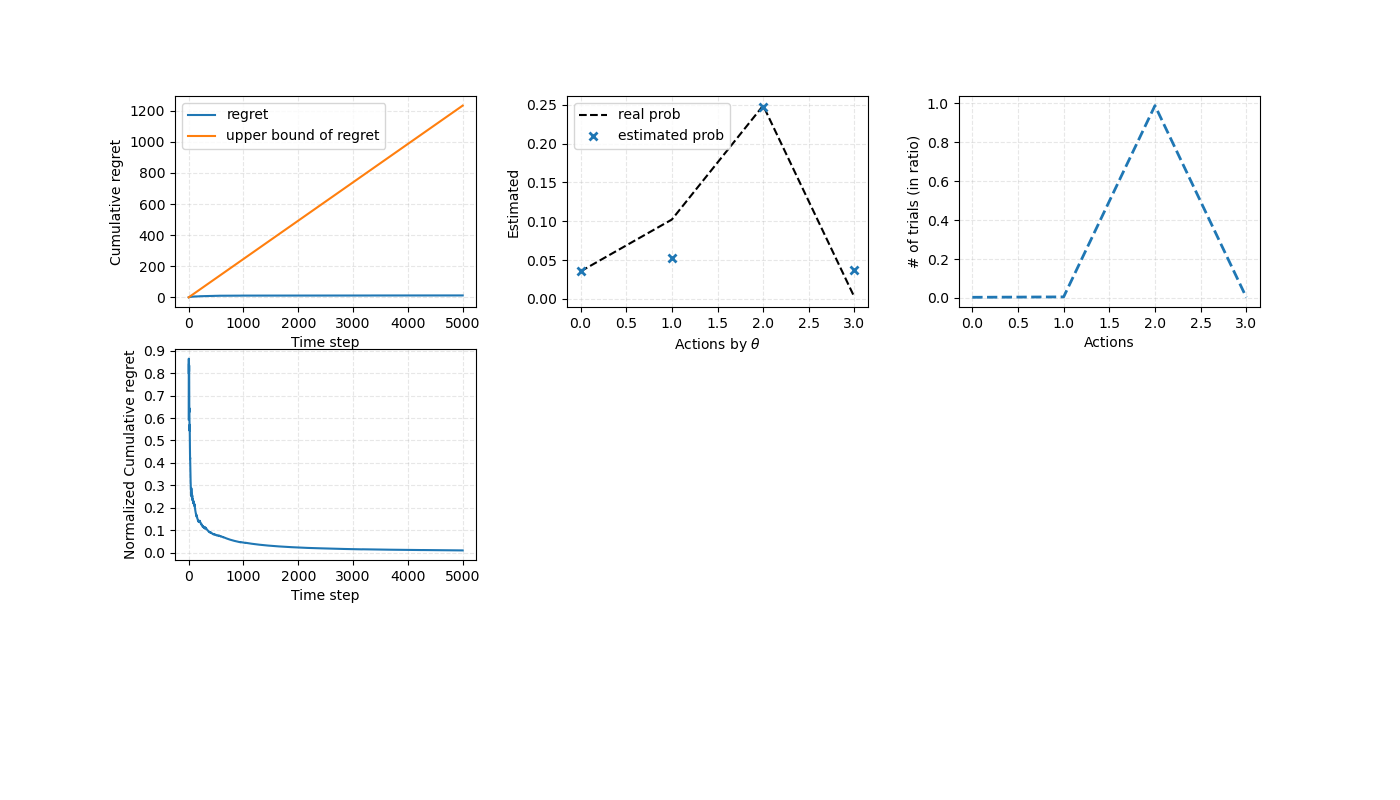 Cumulative regret
1200
1000
800
600
400
200
0
regret
upper bound of regret
0 1000 2000 3000 4000 5000
Time step
Estimated
0.25
0.20
0.15
0.10
0.05
0.00
real prob
estimated prob
0.0 0.5 1.0 1.5 2.0 2.5 3.0
Actions by θ
# of trials (in ratio)
1.0
0.8
0.6
0.4
0.2
0.0
0.0 0.5 1.0 1.5 2.0 2.5 3.0
Actions
Normalized Cumulative regret
0.9
0.8
0.7
0.6
0.5
0.4
0.3
0.2
0.1
0.0
0 1000 2000 3000 4000 5000
Time step